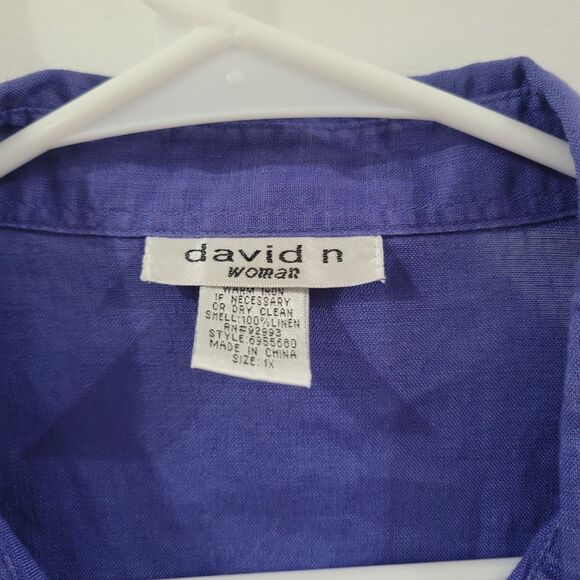 david n
woman
WARM IRON
IF NECESSARY
OR DRY CLEAN
SHELL:100%LINEN
RN#92993
STYLE:6955680
MADE IN CHINA
SIZE: 1X